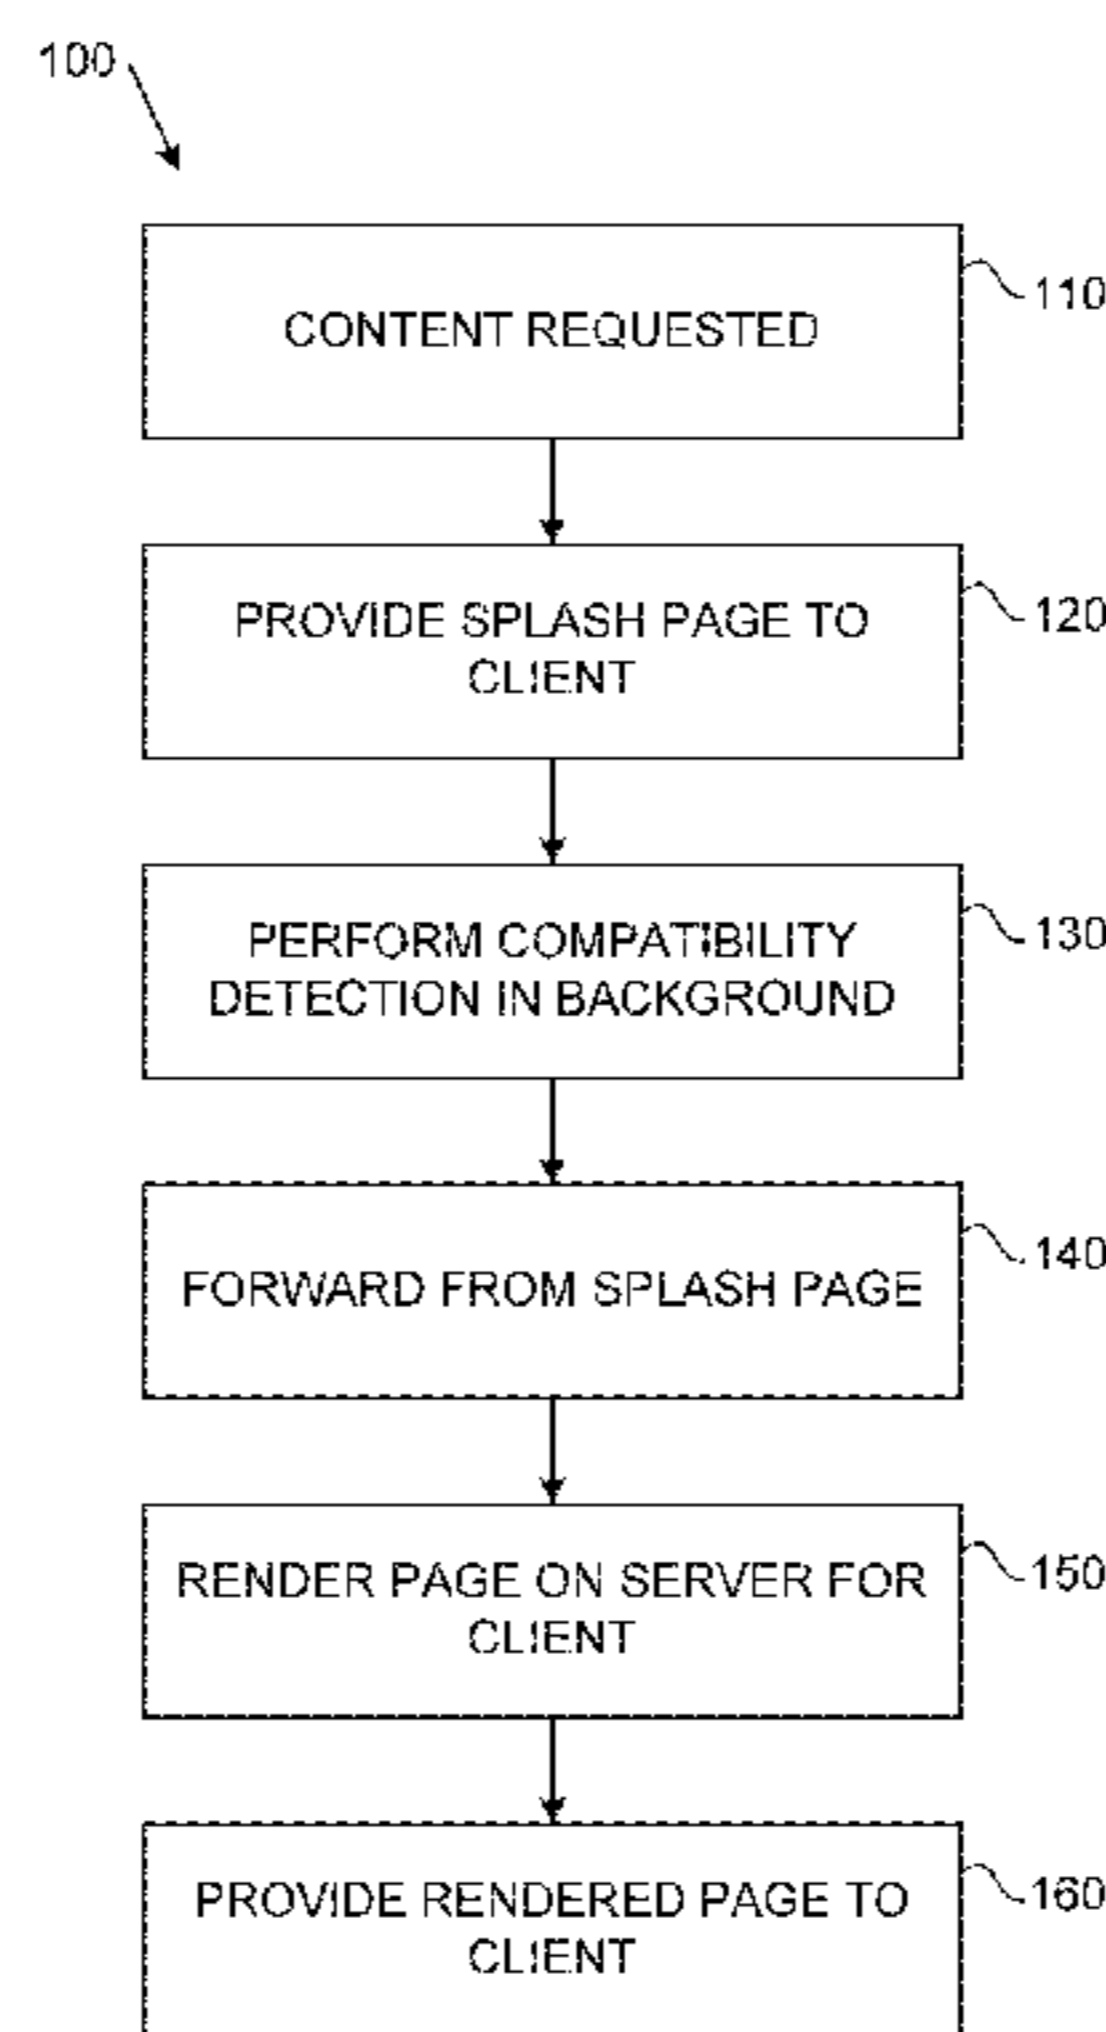 100
CONTENT REQUESTED
110
PROVIDE SPLASH PAGE TO
CLIENT
120
PERFORM COMPATIBILITY
DETECTION IN BACKGROUND
130
FORWARD FROM SPLASH PAGE
140
RENDER PAGE ON SERVER FOR
CLIENT
150
PROVIDE RENDERED PAGE TO
CLIENT
160